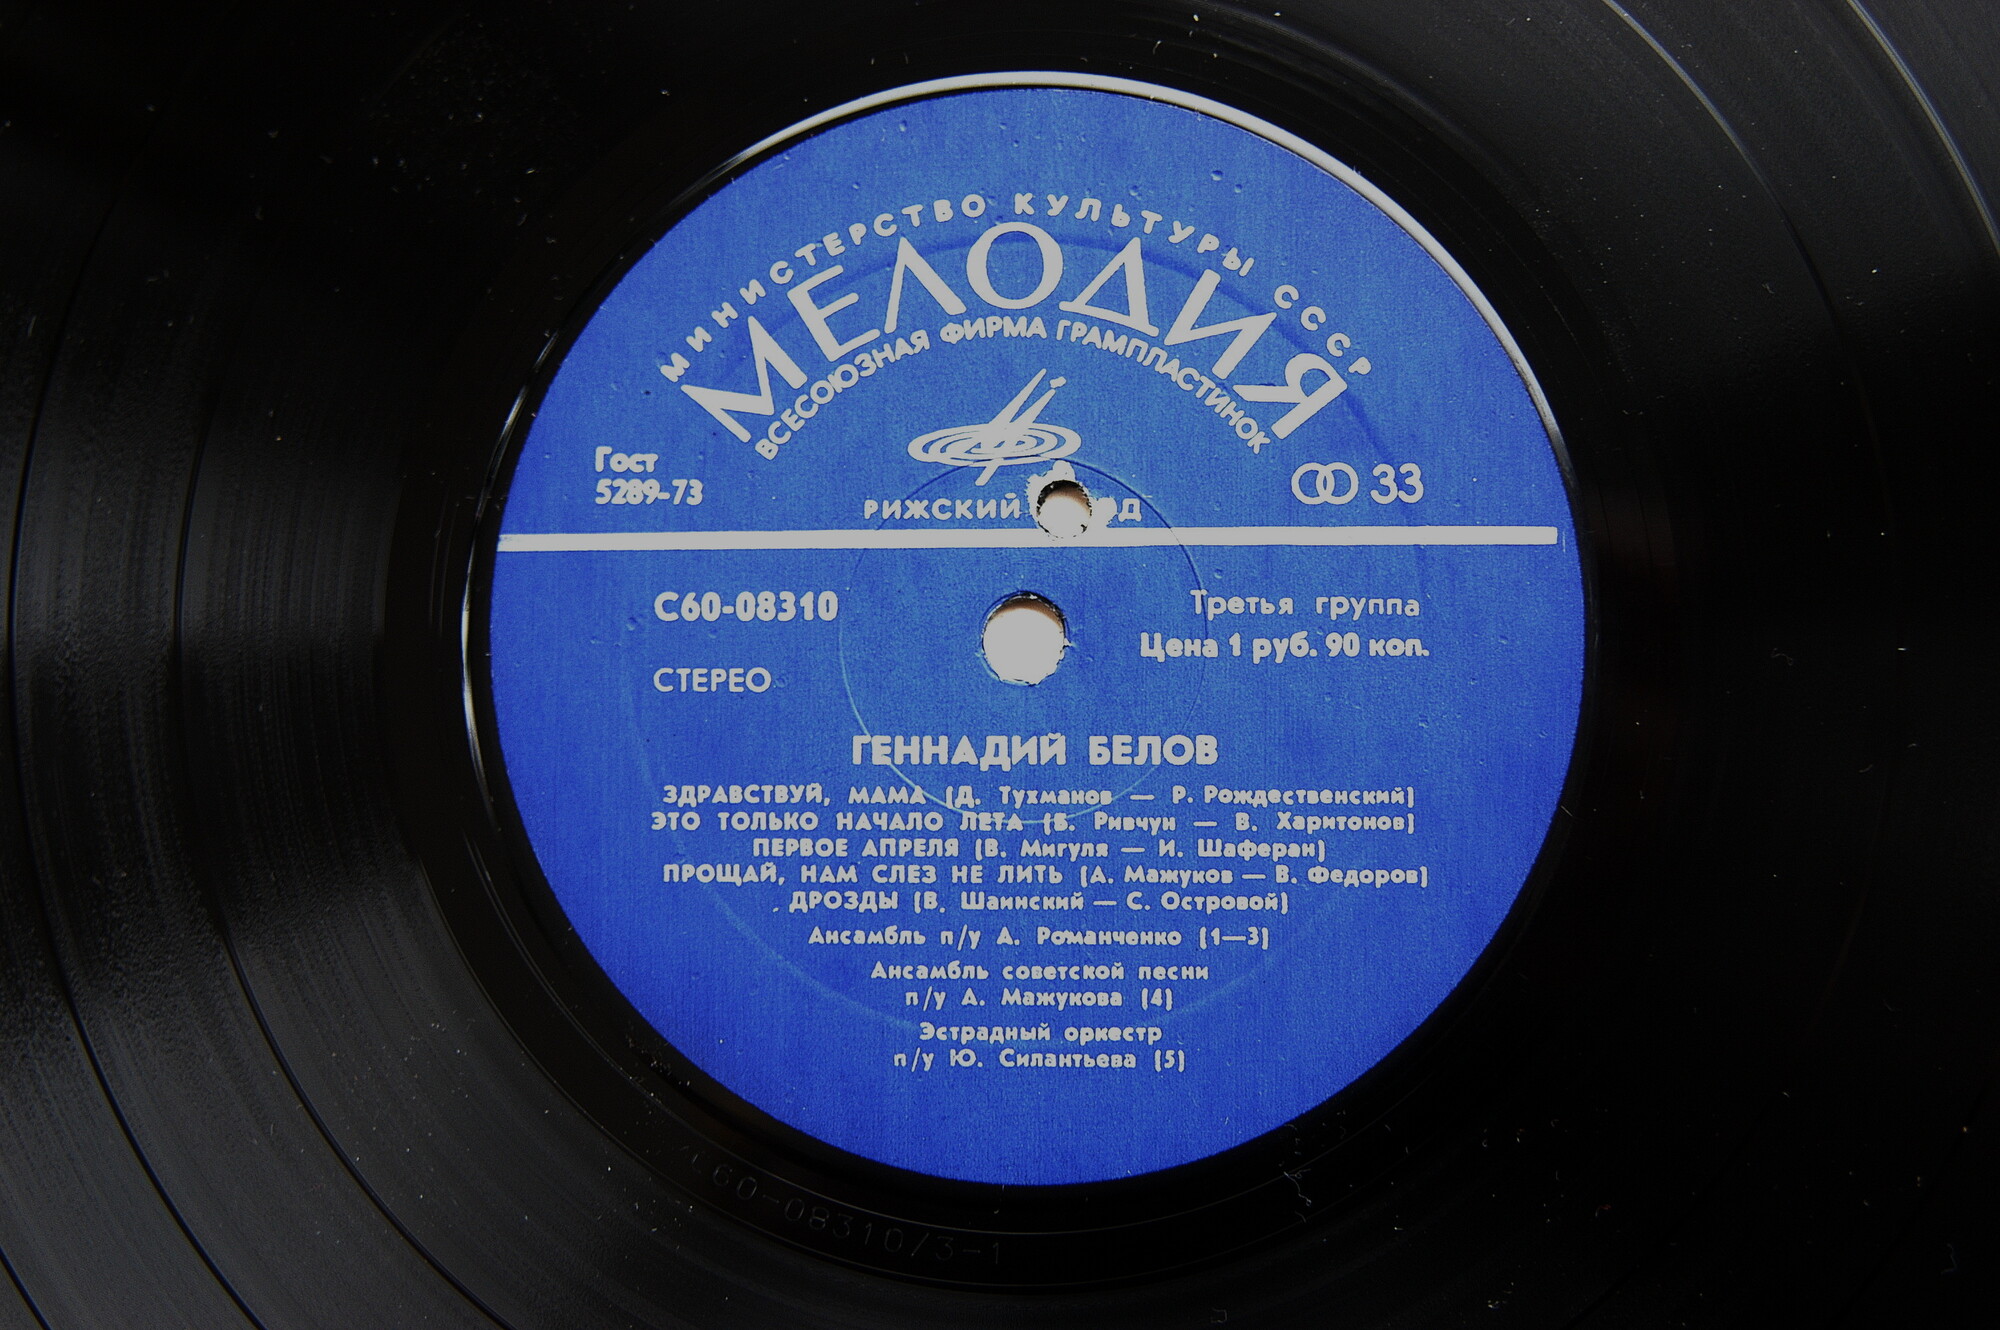 МИНИСТЕРСТВО КУЛЬТУРЫ СССР
МЕЛОДИЯ
ВСЕСОЮЗНАЯ ФИРМА ГРАМПЛАСТИНОК
Гост
5289-73
33
РИЖСКИЙ
С60-08310
Третья группа
Цена 1 руб. 90 коп.
СТЕРЕО
ГЕННАДИЙ БЕЛОВ
ЗДРАВСТВУЙ, МАМА (Д. Тухманов — Р. Рождественский)
ЭТО ТОЛЬКО НАЧАЛО ЛЕТА (Б. Ривчун — В. Харитонов)
ПЕРВОЕ АПРЕЛЯ (В. Мигуля — И. Шаферан)
ПРОЩАЙ, НАМ СЛЕЗ НЕ ЛИТЬ (А. Мажуков — В. Федоров)
ДРОЗДЫ (В. Шаинский — С. Островой)
Ансамбль п/у А. Романченко (1—3)
Ансамбль советской песни
п/у А. Мажукова (4)
Эстрадный оркестр
п/у Ю. Силантьева (5)
С60-08310/3-1